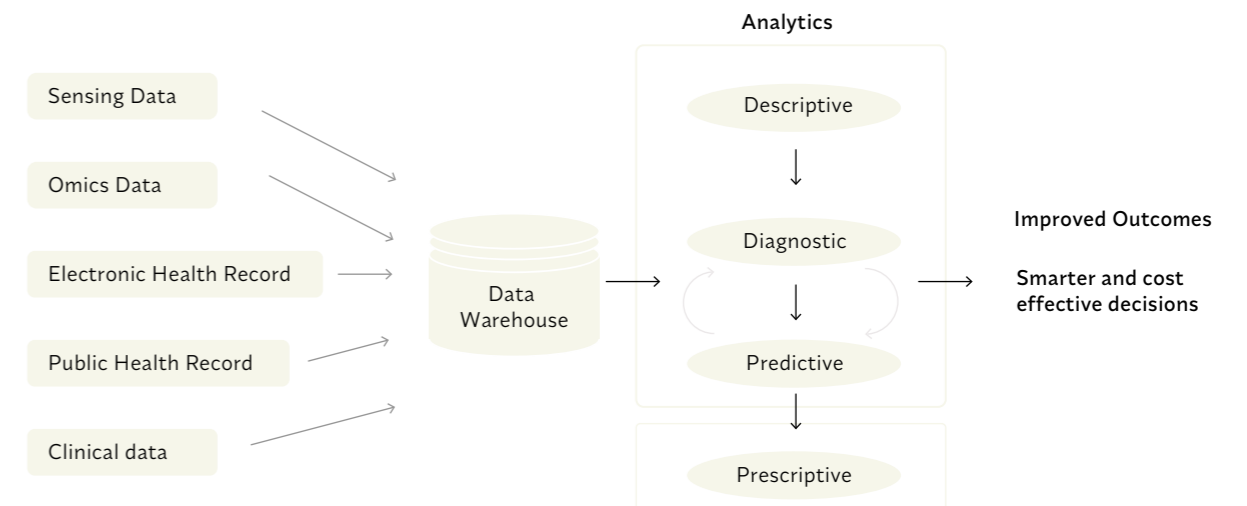 Analytics
Sensing Data
Omics Data
Electronic Health Record
Public Health Record
Clinical data
Data
Warehouse
Descriptive
Diagnostic
Predictive
Prescriptive
Improved Outcomes
Smarter and cost
effective decisions